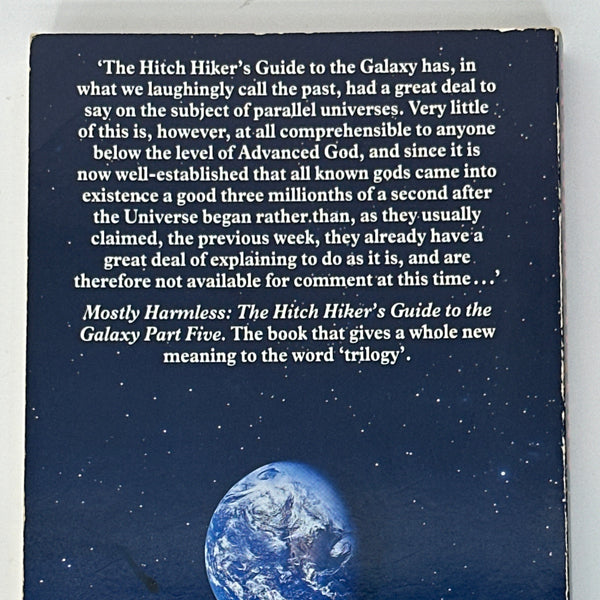 ‘The Hitch Hiker’s Guide to the Galaxy has, in
what we laughingly call the past, had a great deal to
say on the subject of parallel universes. Very little
of this is, however, at all comprehensible to anyone
below the level of Advanced God, and since it is
now well-established that all known gods came into
existence a good three millionths of a second after
the Universe began rather than, as they usually
claimed, the previous week, they already have a
great deal of explaining to do as it is, and are
therefore not available for comment at this time...’
Mostly Harmless: The Hitch Hiker’s Guide to the
Galaxy Part Five. The book that gives a whole new
meaning to the word ‘trilogy’.